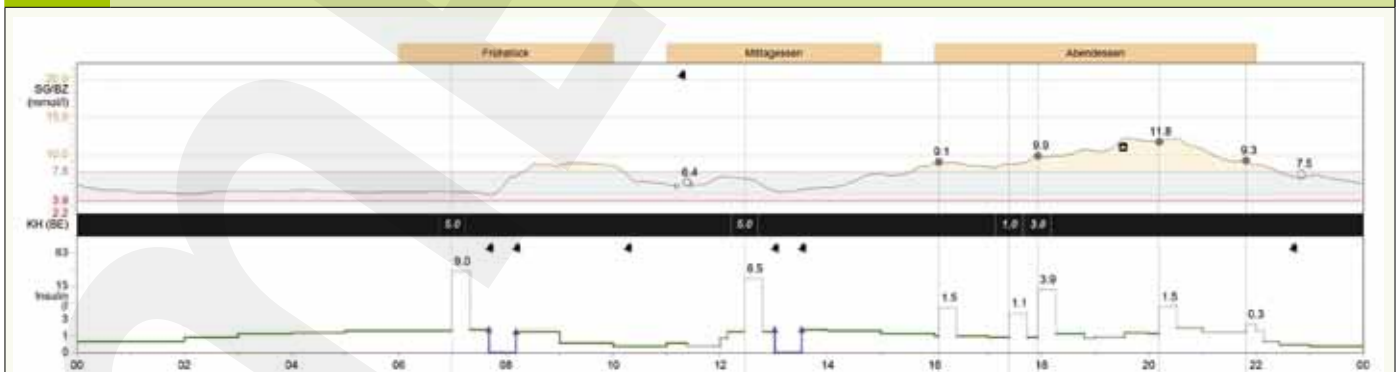 Frühstück Mittagessen Abendessen
20.0
SG/BZ
(mmol/l)
15.0
11.8
10.0 9.1 9.9 9.3
7.5 6.4 7.5
3.9
2.2
KH (BE) 5.0 5.0 1,0 3.0
63
9.0 6.5
15
Insulin
3.9
1.5 1.1 1.5 0.3
3
1
0
00 02 04 06 08 10 12 14 16 18 20 22 00